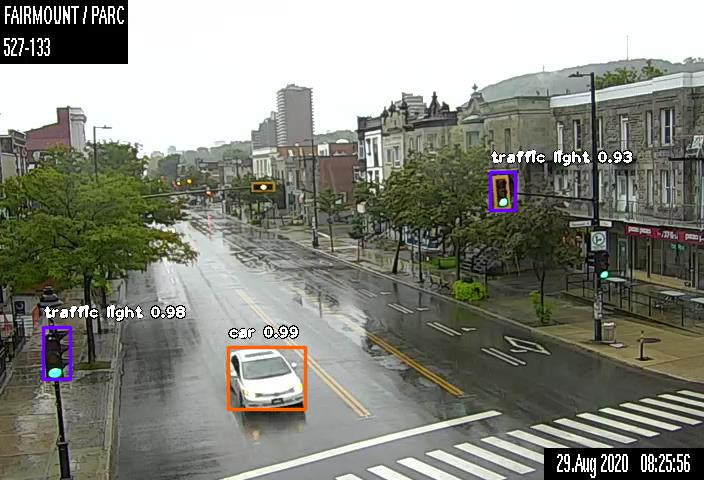 FAIRMOUNT / PARC
527-133
traffic light 0.93
traffic light 0.98
car 0.99
29.Aug 2020 08:25:56